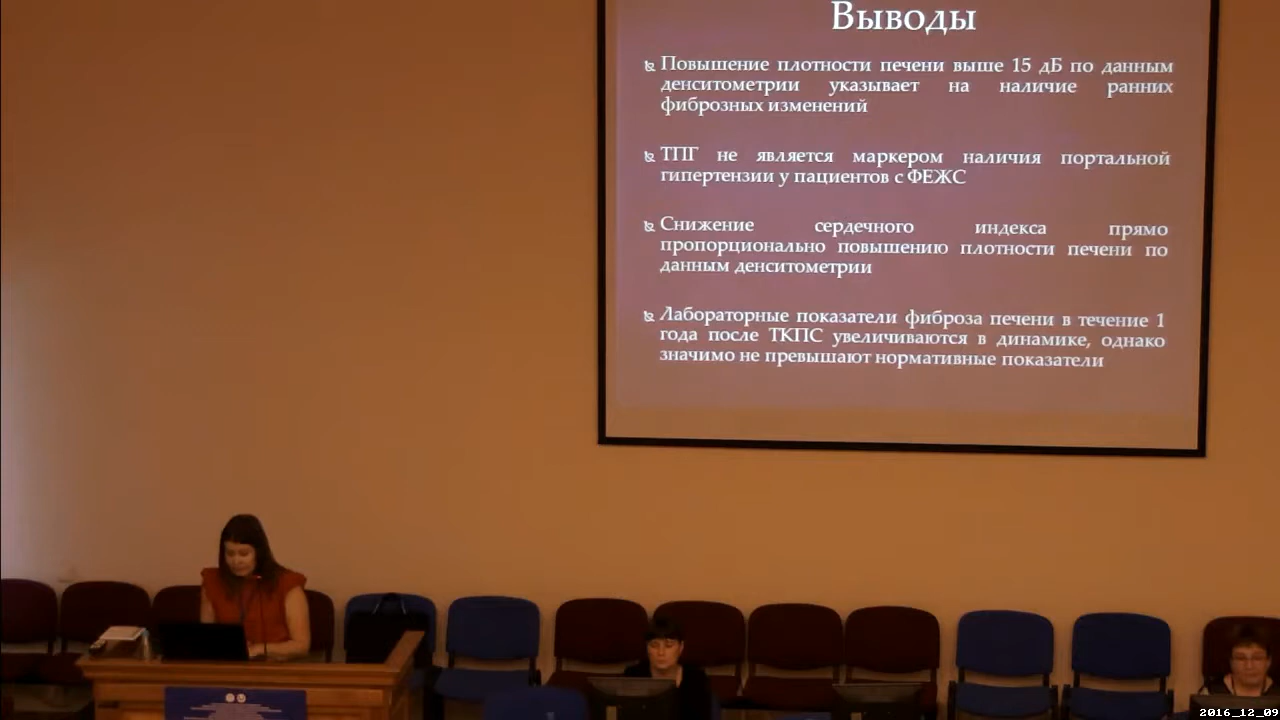 Выводы
Повышение плотности печени выше 15 дБ по данным
денситометрии указывает на наличие ранних
фиброзных изменений
ТПГ не является маркером наличия портальной
гипертензии у пациентов с ФЕЖС
Снижение сердечного индекса прямо
пропорционально повышению плотности печени по
данным денситометрии
Лабораторные показатели фиброза печени в течение 1
года после ТКПС увеличиваются в динамике, однако
значимо не превышают нормативные показатели
2016_12_09